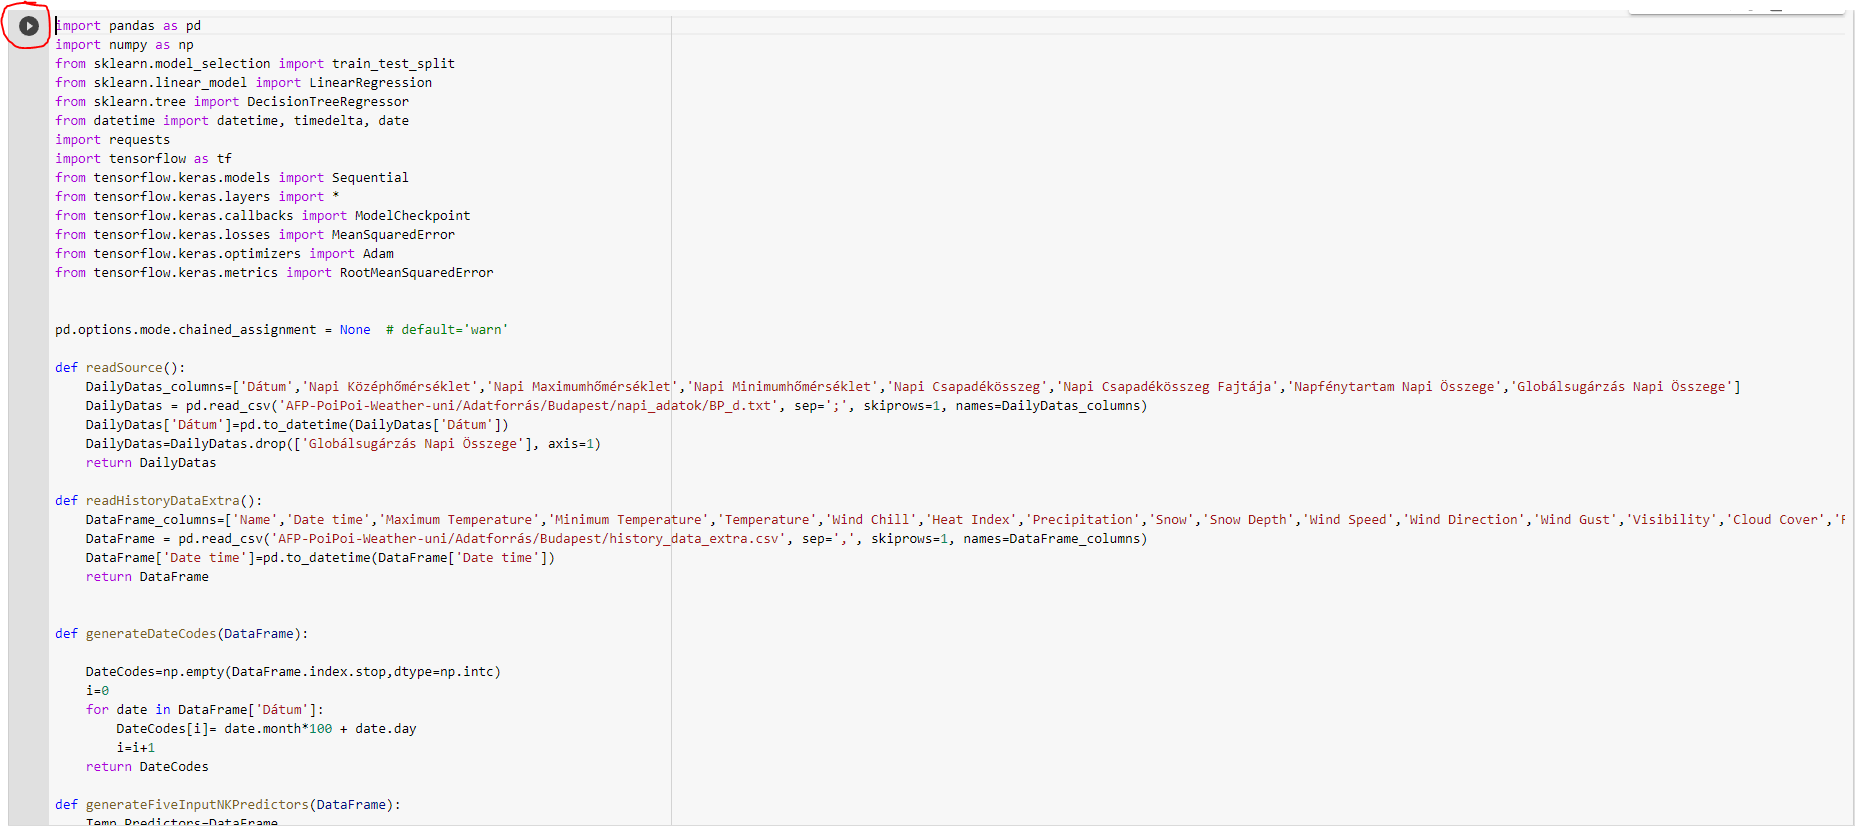 import pandas as pd
import numpy as np
from sklearn.model_selection import train_test_split
from sklearn.linear_model import LinearRegression
from sklearn.tree import DecisionTreeRegressor
from datetime import datetime, timedelta, date
import requests
import tensorflow as tf
from tensorflow.keras.models import Sequential
from tensorflow.keras.layers import *
from tensorflow.keras.callbacks import ModelCheckpoint
from tensorflow.keras.losses import MeanSquaredError
from tensorflow.keras.optimizers import Adam
from tensorflow.keras.metrics import RootMeanSquaredError
pd.options.mode.chained_assignment = None  # default='warn'
def readSource():
    DailyDatas_columns=['Dátum','Napi Középhőmérséklet','Napi Maximumhőmérséklet','Napi Minimumhőmérséklet','Napi Csapadékösszeg','Napi Csapadékösszeg Fajtája','Napfénytartam Napi Összege','Globálsugárzás Napi Összege']
    DailyDatas = pd.read_csv('AFP-PoiPoi-Weather-uni/Adatforrás/Budapest/napi_adatok/BP_d.txt', sep=';', skiprows=1, names=DailyDatas_columns)
    DailyDatas['Dátum']=pd.to_datetime(DailyDatas['Dátum'])
    DailyDatas=DailyDatas.drop(['Globálsugárzás Napi Összege'], axis=1)
    return DailyDatas
def readHistoryDataExtra():
    DataFrame_columns=['Name','Date time','Maximum Temperature','Minimum Temperature','Temperature','Wind Chill','Heat Index','Precipitation','Snow','Snow Depth','Wind Speed','Wind Direction','Wind Gust','Visibility','Cloud Cover','
    DataFrame = pd.read_csv('AFP-PoiPoi-Weather-uni/Adatforrás/Budapest/history_data_extra.csv', sep=',', skiprows=1, names=DataFrame_columns)
    DataFrame['Date time']=pd.to_datetime(DataFrame['Date time'])
    return DataFrame
def generateDateCodes(DataFrame):
    DateCodes=np.empty(DataFrame.index.stop,dtype=np.intc)
    i=0
    for date in DataFrame['Dátum']:
        DateCodes[i]= date.month*100 + date.day
        i=i+1
    return DateCodes
def generateFiveInputNKPredictors(DataFrame):
    Temp_Predictors=DataFrame